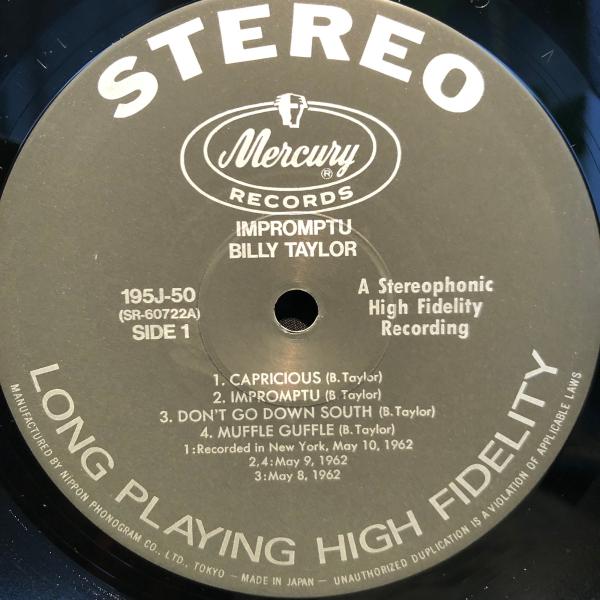 STEREO
Mercury ®
RECORDS
IMPROMPTU
BILLY TAYLOR
195J-50
(SR-60722A)
SIDE 1
A Stereophonic
High Fidelity
Recording
1. CAPRICIOUS (B. Taylor)
2. IMPROMPTU (B. Taylor)
3. DON'T GO DOWN SOUTH (B. Taylor)
4. MUFFLE GUFFLE (B. Taylor)
1:Recorded in New York, May 10, 1962
2,4:May 9, 1962
3:May 8, 1962
LONG PLAYING HIGH FIDELITY
MANUFACTURED BY NIPPON PHONOGRAM CO., LTD., TOKYO – MADE IN JAPAN – UNAUTHORIZED DUPLICATION IS A VIOLATION OF APPLICABLE LAWS